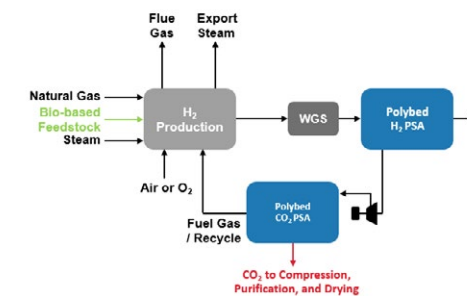 Flue
Gas
Export
Steam
Natural Gas
Bio-based
Feedstock
Steam
H₂
Production
WGS
Polybed
H₂ PSA
Air or O₂
Fuel Gas
/ Recycle
Polybed
CO₂ PSA
CO₂ to Compression,
Purification, and Drying